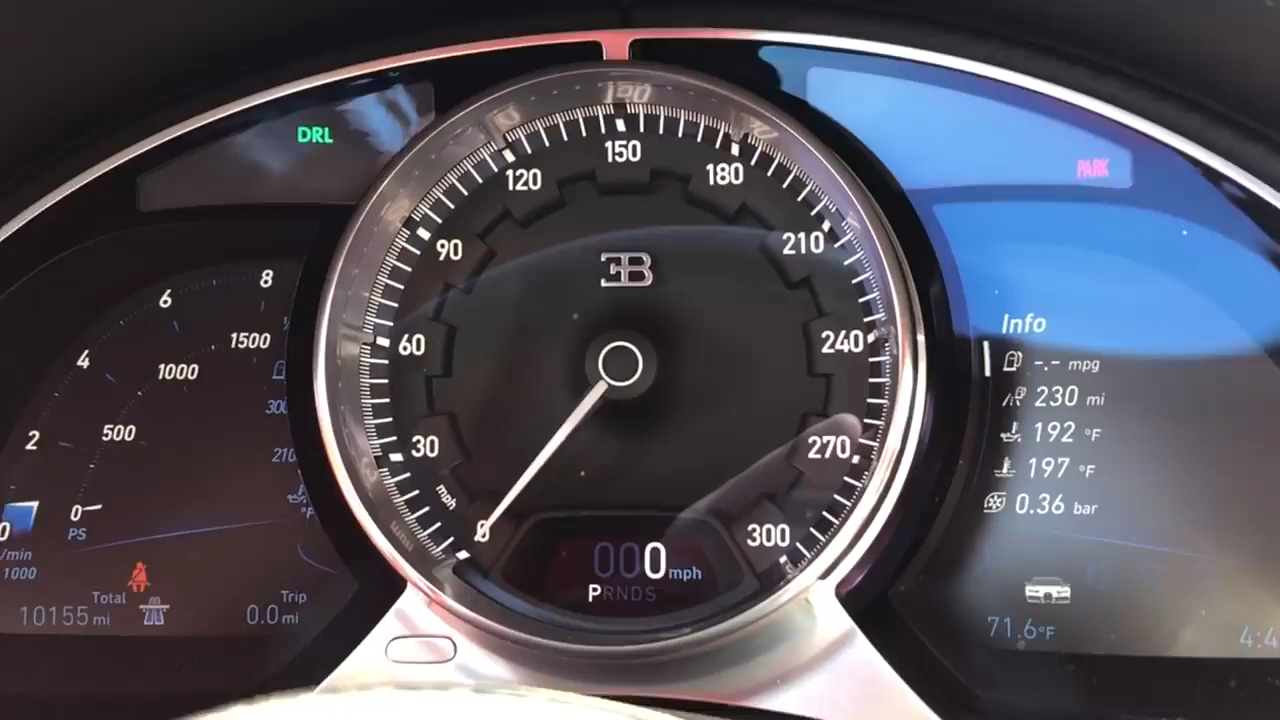 DRL
PARK
120
150
180
90
210
60
240
30
270
mph
0
300
EB
000 mph
PRNDS
8
6
4
2
0
1500
1000
500
0
PS
/min
1000
210
°F
Total
10155 mi
Trip
0.0 mi
Info
-.- mpg
230 mi
192 °F
197 °F
0.36 bar
71.6°F
4:4